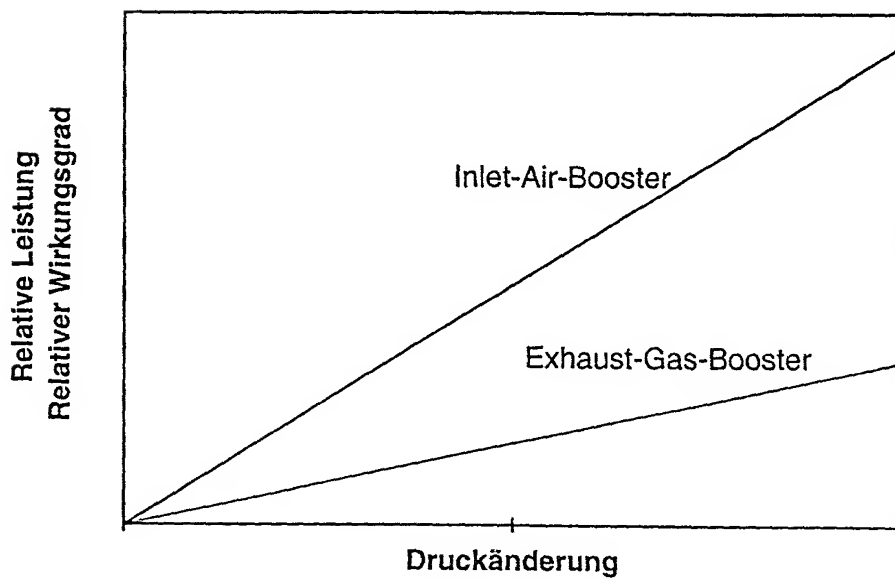 Relative Leistung
Relativer Wirkungsgrad
Inlet-Air-Booster
Exhaust-Gas-Booster
Druckänderung